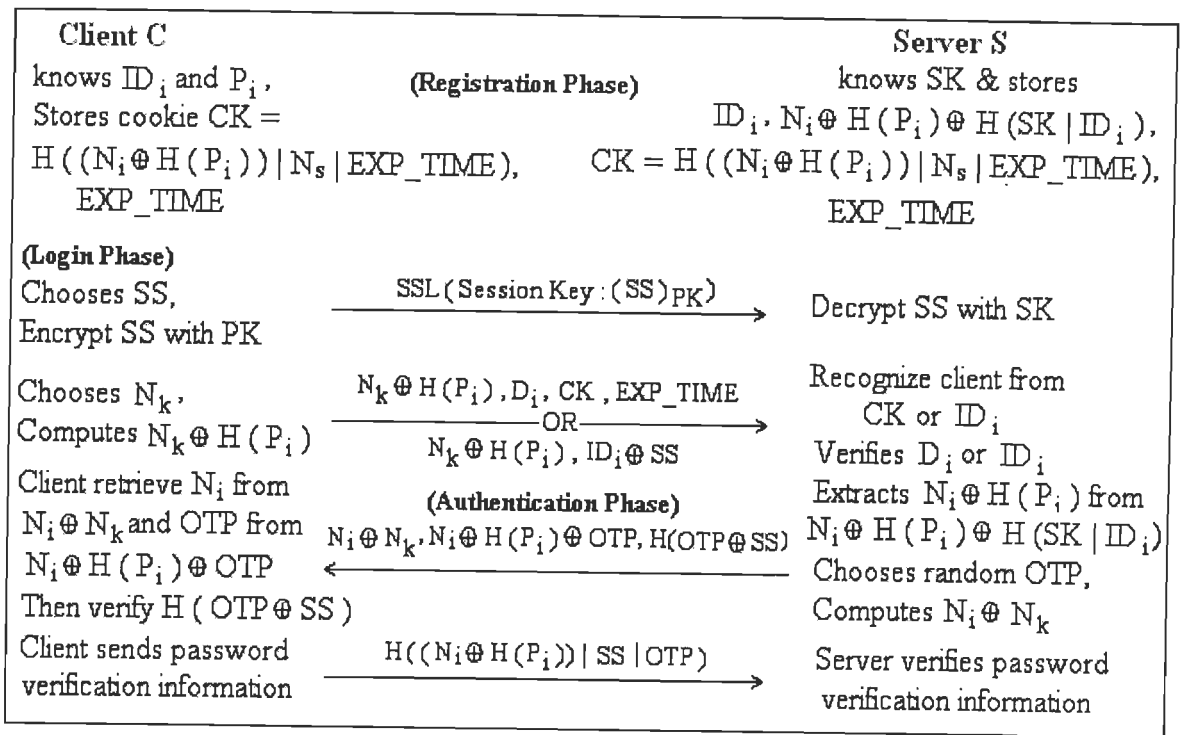 Client C
Server S
knows ID_i and P_i,
(Registration Phase)
knows SK & stores
Stores cookie CK =
ID_i, N_i ⊕ H(P_i) ⊕ H(SK | ID_i),
H((N_i ⊕ H(P_i)) | N_s | EXP_TIME),
CK = H((N_i ⊕ H(P_i)) | N_s | EXP_TIME),
EXP_TIME
EXP_TIME
(Login Phase)
Chooses SS,
Encrypt SS with PK
SSL(Session Key : (SS)_PK)
Decrypt SS with SK
Chooses N_k,
Computes N_k ⊕ H(P_i)
N_k ⊕ H(P_i), D_i, CK, EXP_TIME
OR
N_k ⊕ H(P_i), ID_i ⊕ SS
Recognize client from
CK or ID_i
Verifies D_i or ID_i
Client retrieve N_i from
N_i ⊕ N_k and OTP from
N_i ⊕ H(P_i) ⊕ OTP
Then verify H(OTP ⊕ SS)
(Authentication Phase)
N_i ⊕ N_k, N_i ⊕ H(P_i) ⊕ OTP, H(OTP ⊕ SS)
Extracts N_i ⊕ H(P_i) from
N_i ⊕ H(P_i) ⊕ H(SK | ID_i)
Chooses random OTP,
Computes N_i ⊕ N_k
Client sends password
verification information
H((N_i ⊕ H(P_i)) | SS | OTP)
Server verifies password
verification information